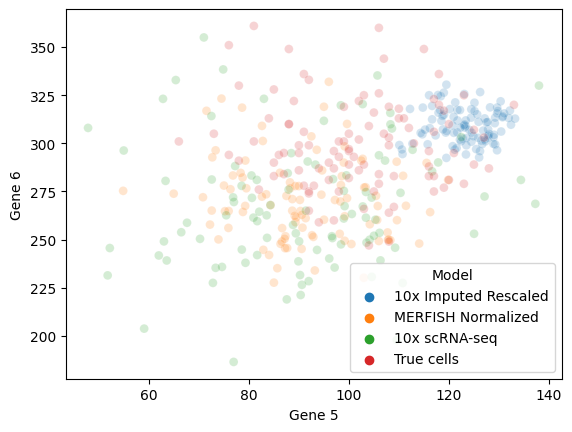 350
325
300
275
250
225
200
Gene 6
60
80
100
120
140
Gene 5
Model
10x Imputed Rescaled
MERFISH Normalized
10x scRNA-seq
True cells